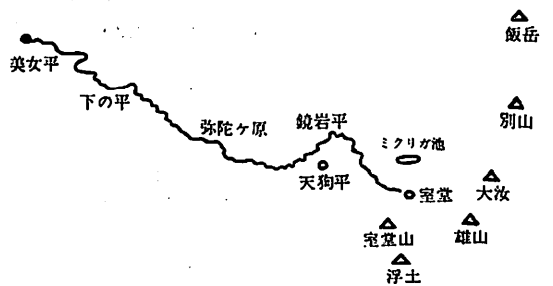 飯岳
美女平
下の平
別山
弥陀ケ原
鏡岩平
ミクリガ池
天狗平
大汝
室堂
室堂山
雄山
浮土